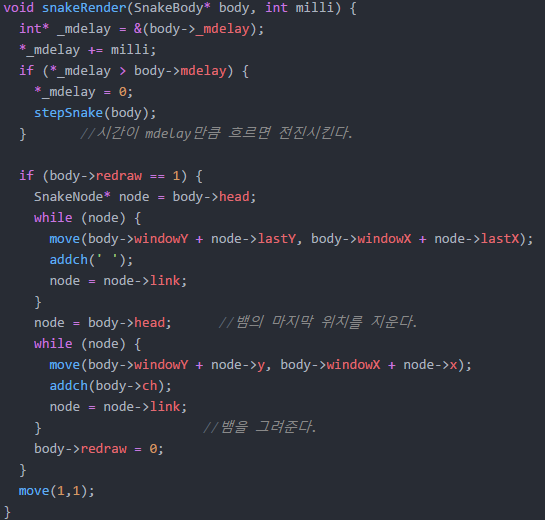 void snakeRender(SnakeBody* body, int milli) {
  int* _mdelay = &(body->_mdelay);
  *_mdelay += milli;
  if (*_mdelay > body->mdelay) {
    *_mdelay = 0;
    stepSnake(body);
  }       //시간이 mdelay만큼 흐르면 전진시킨다.

  if (body->redraw == 1) {
    SnakeNode* node = body->head;
    while (node) {
      move(body->windowY + node->lastY, body->windowX + node->lastX);
      addch(' ');
      node = node->link;
    }
    node = body->head;      //뱀의 마지막 위치를 지운다.
    while (node) {
      move(body->windowY + node->y, body->windowX + node->x);
      addch(body->ch);
      node = node->link;
    }                     //뱀을 그려준다.
    body->redraw = 0;
  }
  move(1,1);
}